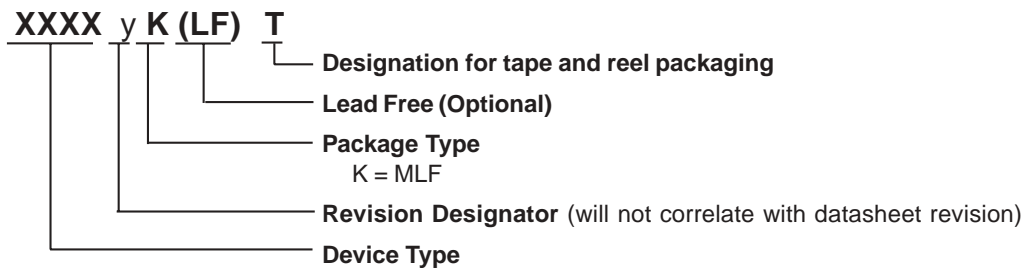 XXXX y K (LF) T
Designation for tape and reel packaging
Lead Free (Optional)
Package Type
K = MLF
Revision Designator (will not correlate with datasheet revision)
Device Type